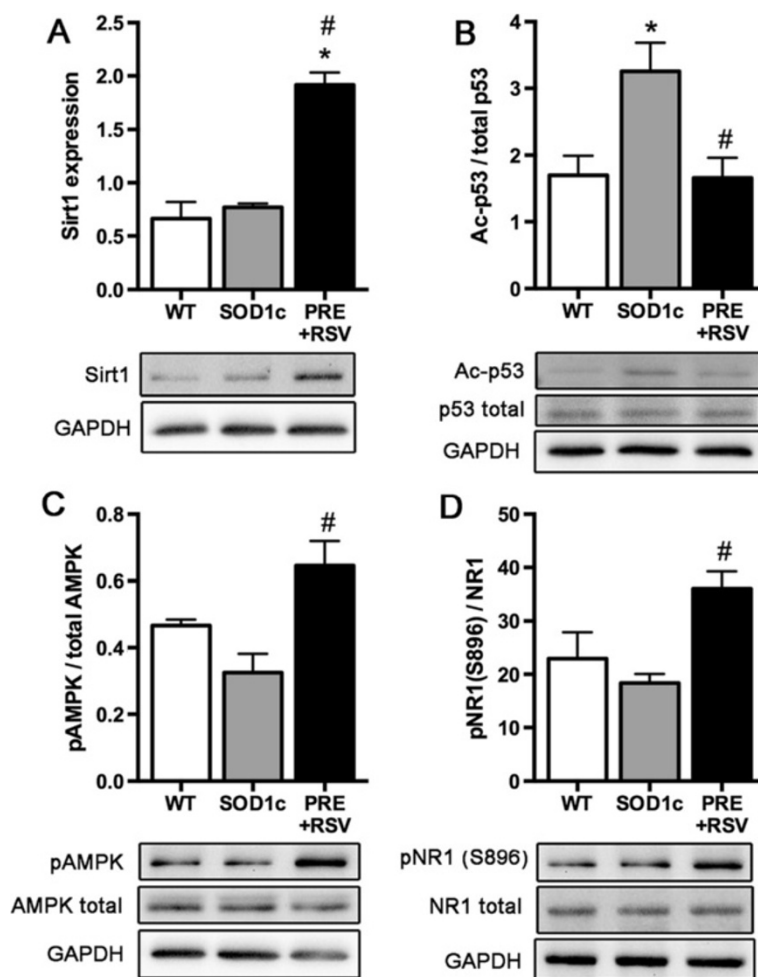 A
Sirt1 expression
2.5
2.0
1.5
1.0
0.5
0.0
#
*
WT SOD1c PRE
+RSV
Sirt1
GAPDH
B
Ac-p53 / total p53
4
3
2
1
0
*
#
WT SOD1c PRE
+RSV
Ac-p53
p53 total
GAPDH
C
pAMPK / total AMPK
0.8
0.6
0.4
0.2
0.0
#
WT SOD1c PRE
+RSV
pAMPK
AMPK total
GAPDH
D
pNR1(S896) / NR1
50
40
30
20
10
0
#
WT SOD1c PRE
+RSV
pNR1 (S896)
NR1 total
GAPDH